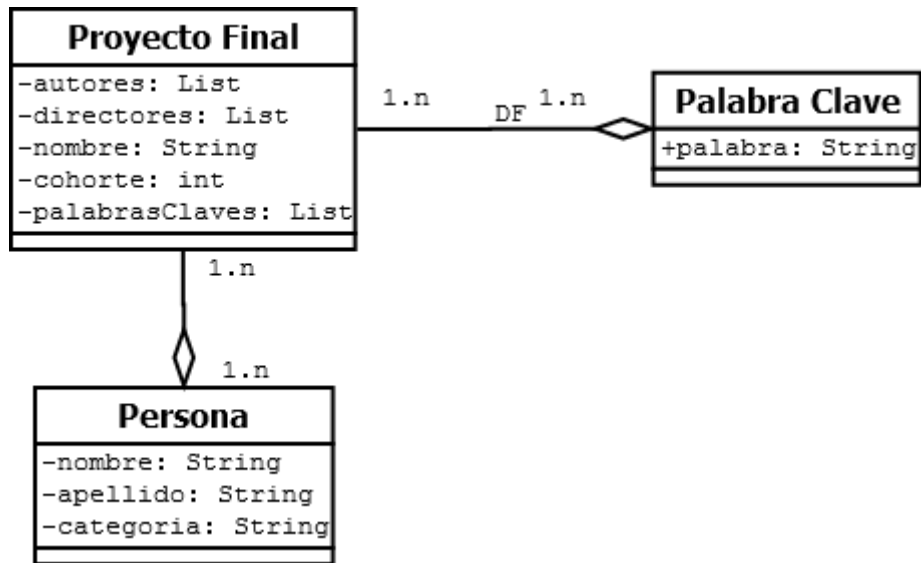 Proyecto Final
-autores: List
-directores: List
-nombre: String
-cohorte: int
-palabrasClaves: List
1.n
DF
1.n
Palabra Clave
+palabra: String
1.n
1.n
Persona
-nombre: String
-apellido: String
-categoria: String